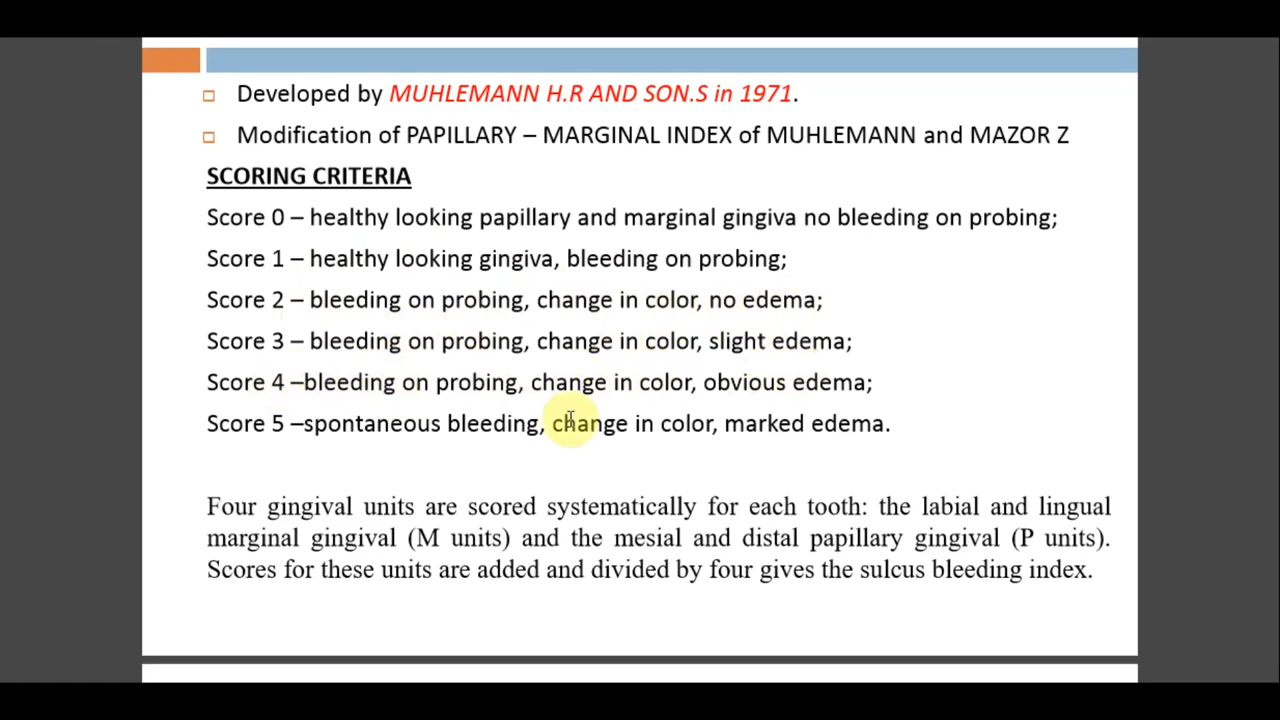 Developed by MUHLEMANN H.R AND SON.S in 1971.
Modification of PAPILLARY – MARGINAL INDEX of MUHLEMANN and MAZOR Z
SCORING CRITERIA
Score 0 – healthy looking papillary and marginal gingiva no bleeding on probing;
Score 1 – healthy looking gingiva, bleeding on probing;
Score 2 – bleeding on probing, change in color, no edema;
Score 3 – bleeding on probing, change in color, slight edema;
Score 4 –bleeding on probing, change in color, obvious edema;
Score 5 –spontaneous bleeding, change in color, marked edema.
Four gingival units are scored systematically for each tooth: the labial and lingual
marginal gingival (M units) and the mesial and distal papillary gingival (P units).
Scores for these units are added and divided by four gives the sulcus bleeding index.